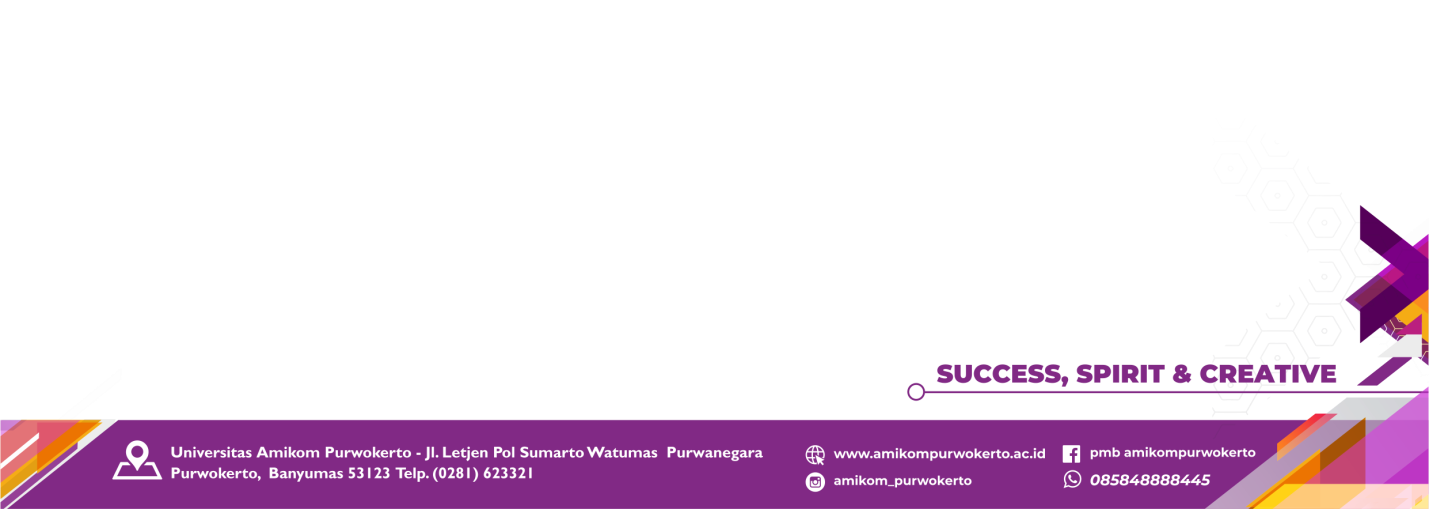 SUCCESS, SPIRIT & CREATIVE
Universitas Amikom Purwokerto - Jl. Letjen Pol Sumarto Watumas Purwanegara
Purwokerto, Banyumas 53123 Telp. (0281) 623321
www.amikompurwokerto.ac.id
amikom_purwokerto
pmb amikompurwokerto
085848888445